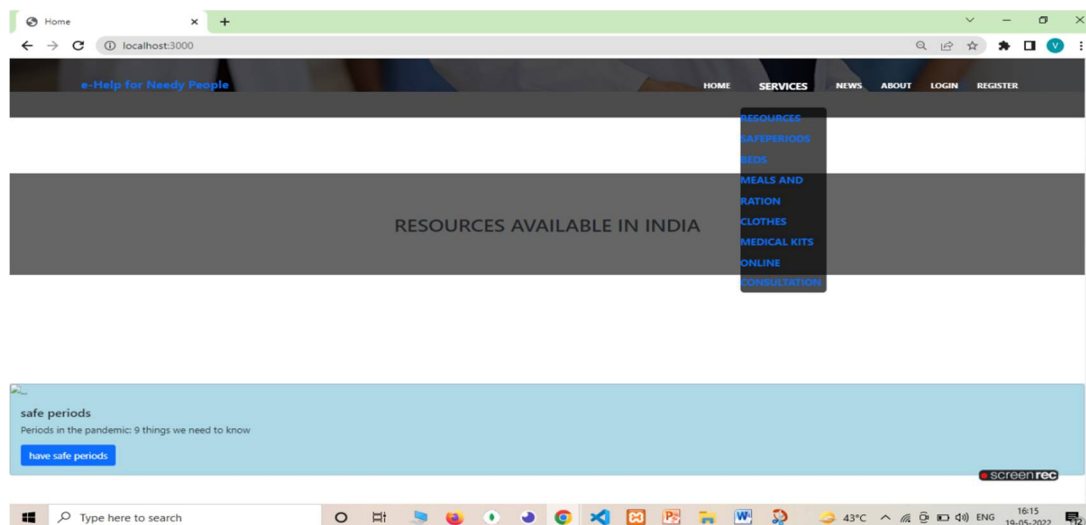 Home
localhost:3000
V
e-Help for Needy People
HOME SERVICES NEWS ABOUT LOGIN REGISTER
RESOURCES
SAFEPERIODS
BEDS
MEALS AND
RATION
CLOTHES
MEDICAL KITS
ONLINE
CONSULTATION
RESOURCES AVAILABLE IN INDIA
...
safe periods
Periods in the pandemic: 9 things we need to know
have safe periods
screenrec
Type here to search
43°C ENG 16:15
19-05-2022